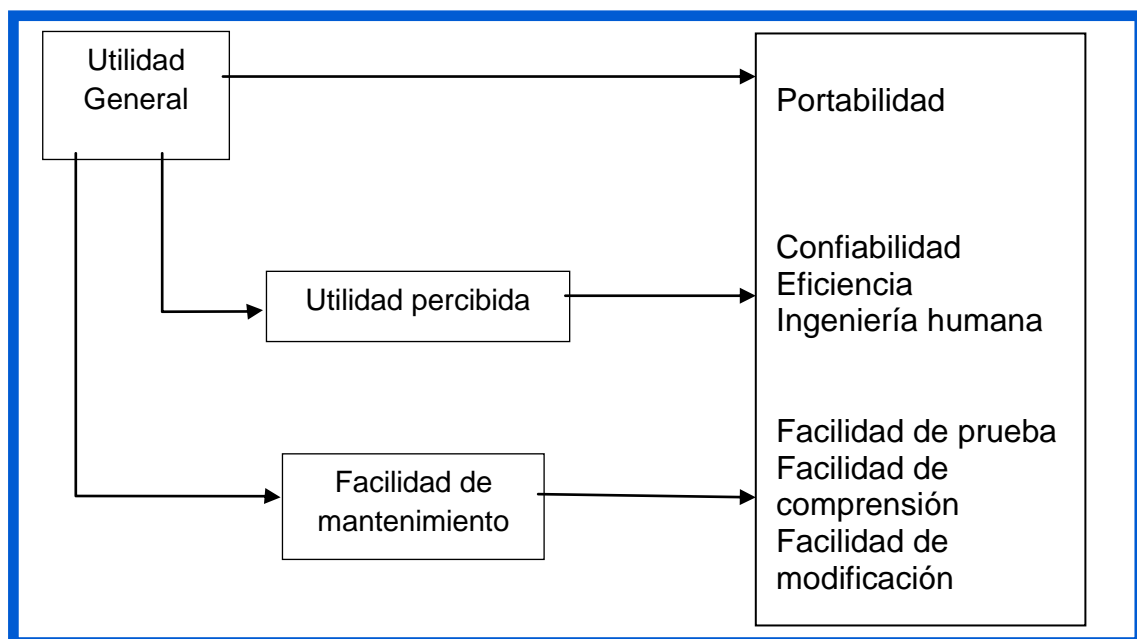 Utilidad
General
Portabilidad
Utilidad percibida
Confiabilidad
Eficiencia
Ingeniería humana
Facilidad de
mantenimiento
Facilidad de prueba
Facilidad de
comprensión
Facilidad de
modificación